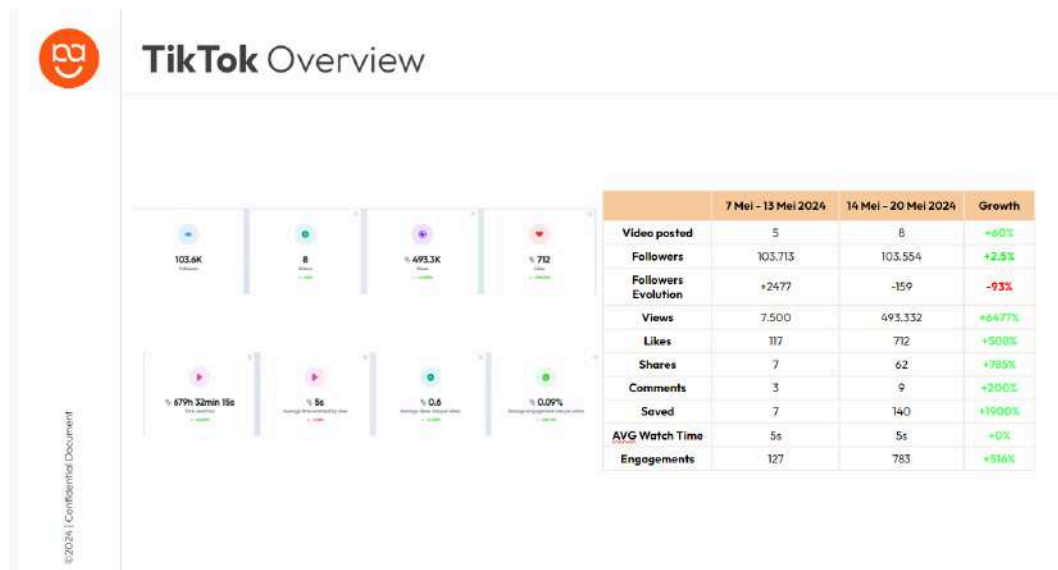 TikTok Overview
103.6K
Followers
8
493.3K
Views
712
Likes
679h 32min 15s
5s
0,6
0.09%
7 Mei - 13 Mei 2024 14 Mei - 20 Mei 2024 Growth
Video posted 5 8 +60%
Followers 103.713 103.554 +2.5%
Followers
Evolution +2477 -159 -93%
Views 7.500 493.332 +6477%
Likes 117 712 +508%
Shares 7 62 +785%
Comments 3 9 +200%
Saved 7 140 +1900%
AVG Watch Time 5s 5s +0%
Engagements 127 783 +516%
©2024 | Confidential Document